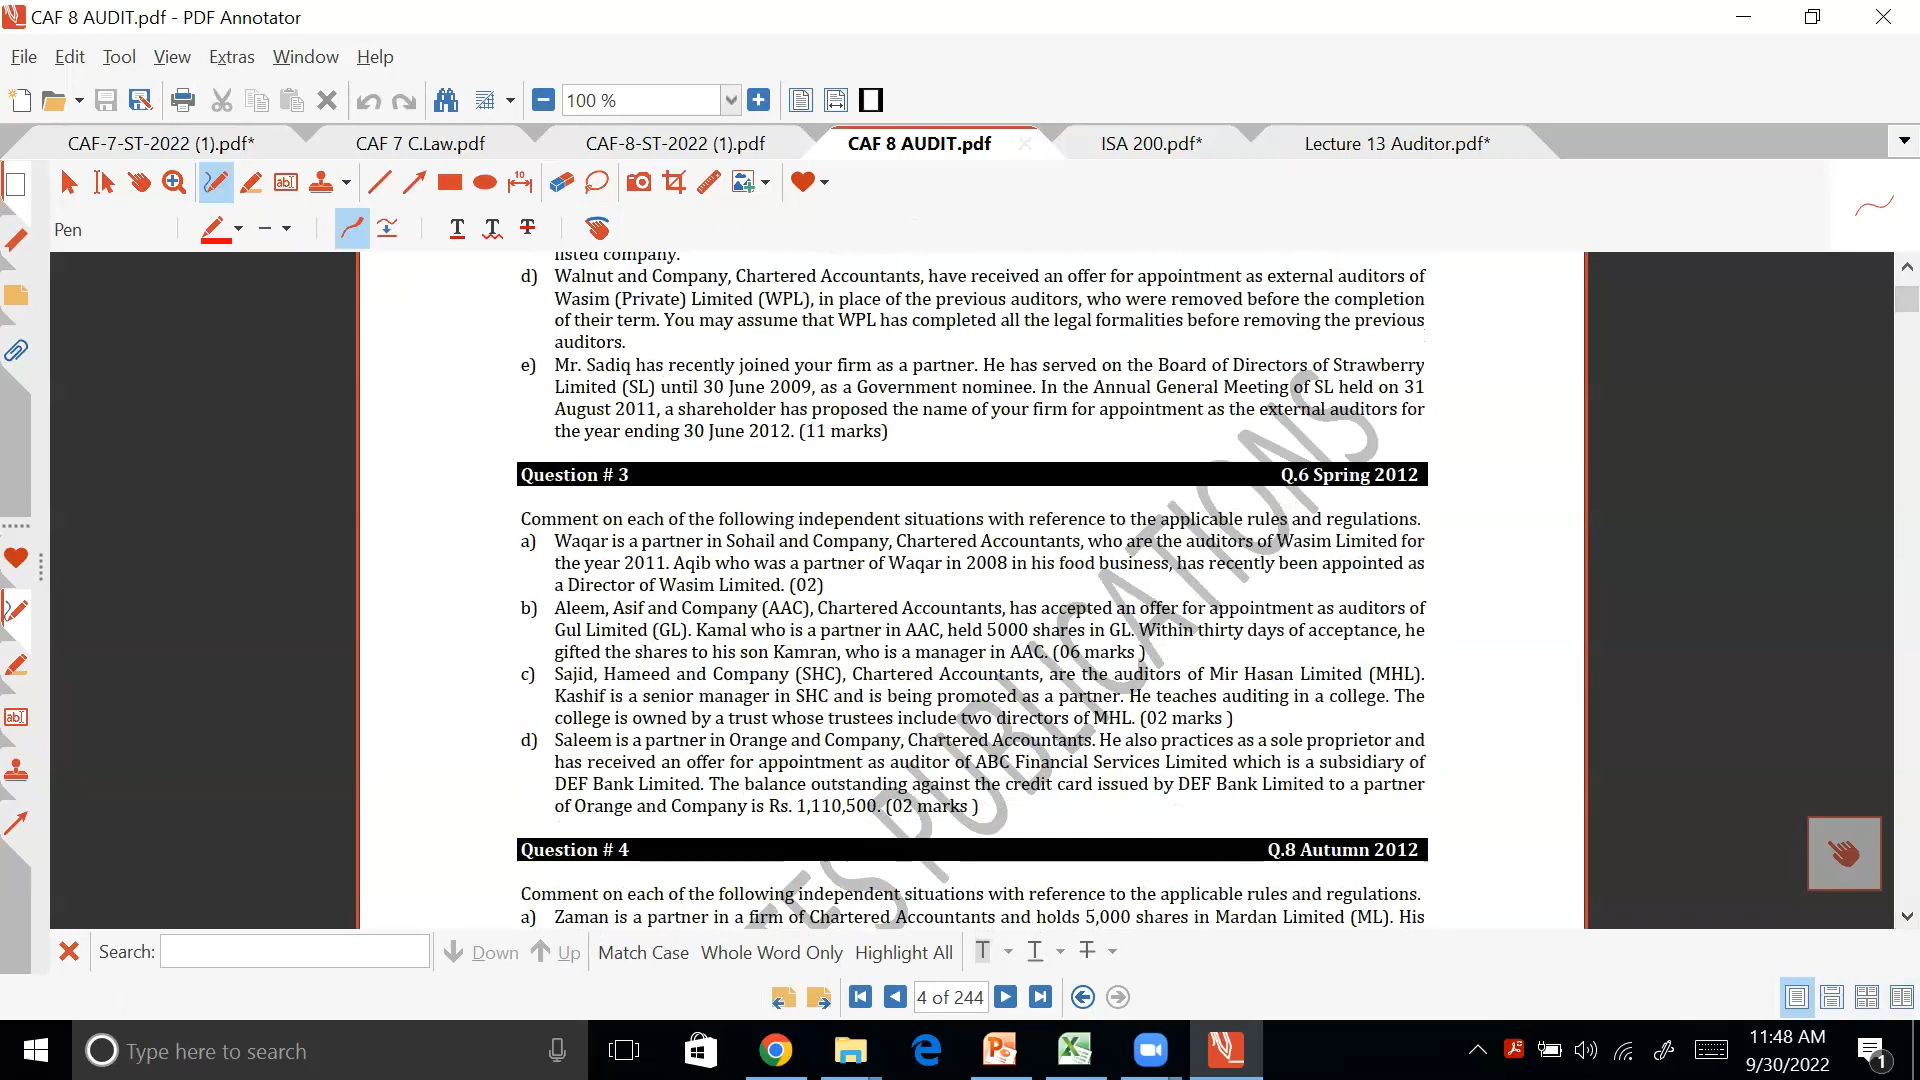 CAF 8 AUDIT.pdf - PDF Annotator
File Edit Tool View Extras Window Help
100 %
CAF-7-ST-2022 (1).pdf* CAF 7 C.Law.pdf CAF-8-ST-2022 (1).pdf CAF 8 AUDIT.pdf ISA 200.pdf* Lecture 13 Auditor.pdf*
Pen
listed company.
d) Walnut and Company, Chartered Accountants, have received an offer for appointment as external auditors of
Wasim (Private) Limited (WPL), in place of the previous auditors, who were removed before the completion
of their term. You may assume that WPL has completed all the legal formalities before removing the previous
auditors.
e) Mr. Sadiq has recently joined your firm as a partner. He has served on the Board of Directors of Strawberry
Limited (SL) until 30 June 2009, as a Government nominee. In the Annual General Meeting of SL held on 31
August 2011, a shareholder has proposed the name of your firm for appointment as the external auditors for
the year ending 30 June 2012. (11 marks)
Question # 3 Q.6 Spring 2012
Comment on each of the following independent situations with reference to the applicable rules and regulations.
a) Waqar is a partner in Sohail and Company, Chartered Accountants, who are the auditors of Wasim Limited for
the year 2011. Aqib who was a partner of Waqar in 2008 in his food business, has recently been appointed as
a Director of Wasim Limited. (02)
b) Aleem, Asif and Company (AAC), Chartered Accountants, has accepted an offer for appointment as auditors of
Gul Limited (GL). Kamal who is a partner in AAC, held 5000 shares in GL. Within thirty days of acceptance, he
gifted the shares to his son Kamran, who is a manager in AAC. (06 marks )
c) Sajid, Hameed and Company (SHC), Chartered Accountants, are the auditors of Mir Hasan Limited (MHL).
Kashif is a senior manager in SHC and is being promoted as a partner. He teaches auditing in a college. The
college is owned by a trust whose trustees include two directors of MHL. (02 marks )
d) Saleem is a partner in Orange and Company, Chartered Accountants. He also practices as a sole proprietor and
has received an offer for appointment as auditor of ABC Financial Services Limited which is a subsidiary of
DEF Bank Limited. The balance outstanding against the credit card issued by DEF Bank Limited to a partner
of Orange and Company is Rs. 1,110,500. (02 marks )
Question # 4 Q.8 Autumn 2012
Comment on each of the following independent situations with reference to the applicable rules and regulations.
a) Zaman is a partner in a firm of Chartered Accountants and holds 5,000 shares in Mardan Limited (ML). His
PUBLICATIONS
Search: Down Up Match Case Whole Word Only Highlight All
4 of 244
Type here to search
11:48 AM
9/30/2022
1